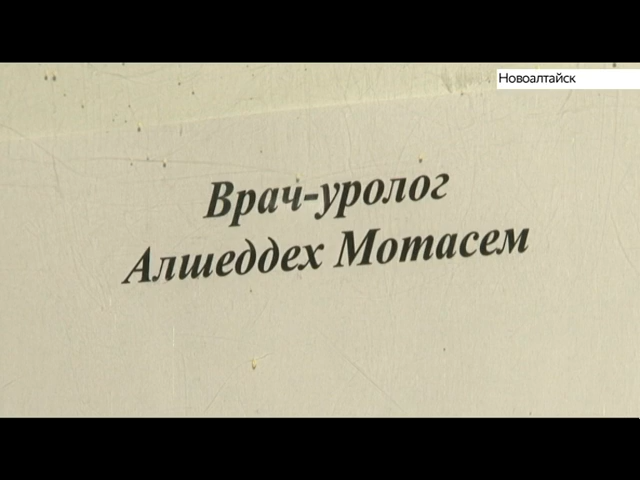 Новоалтайск
Врач-уролог
Алшеддех Мотасем